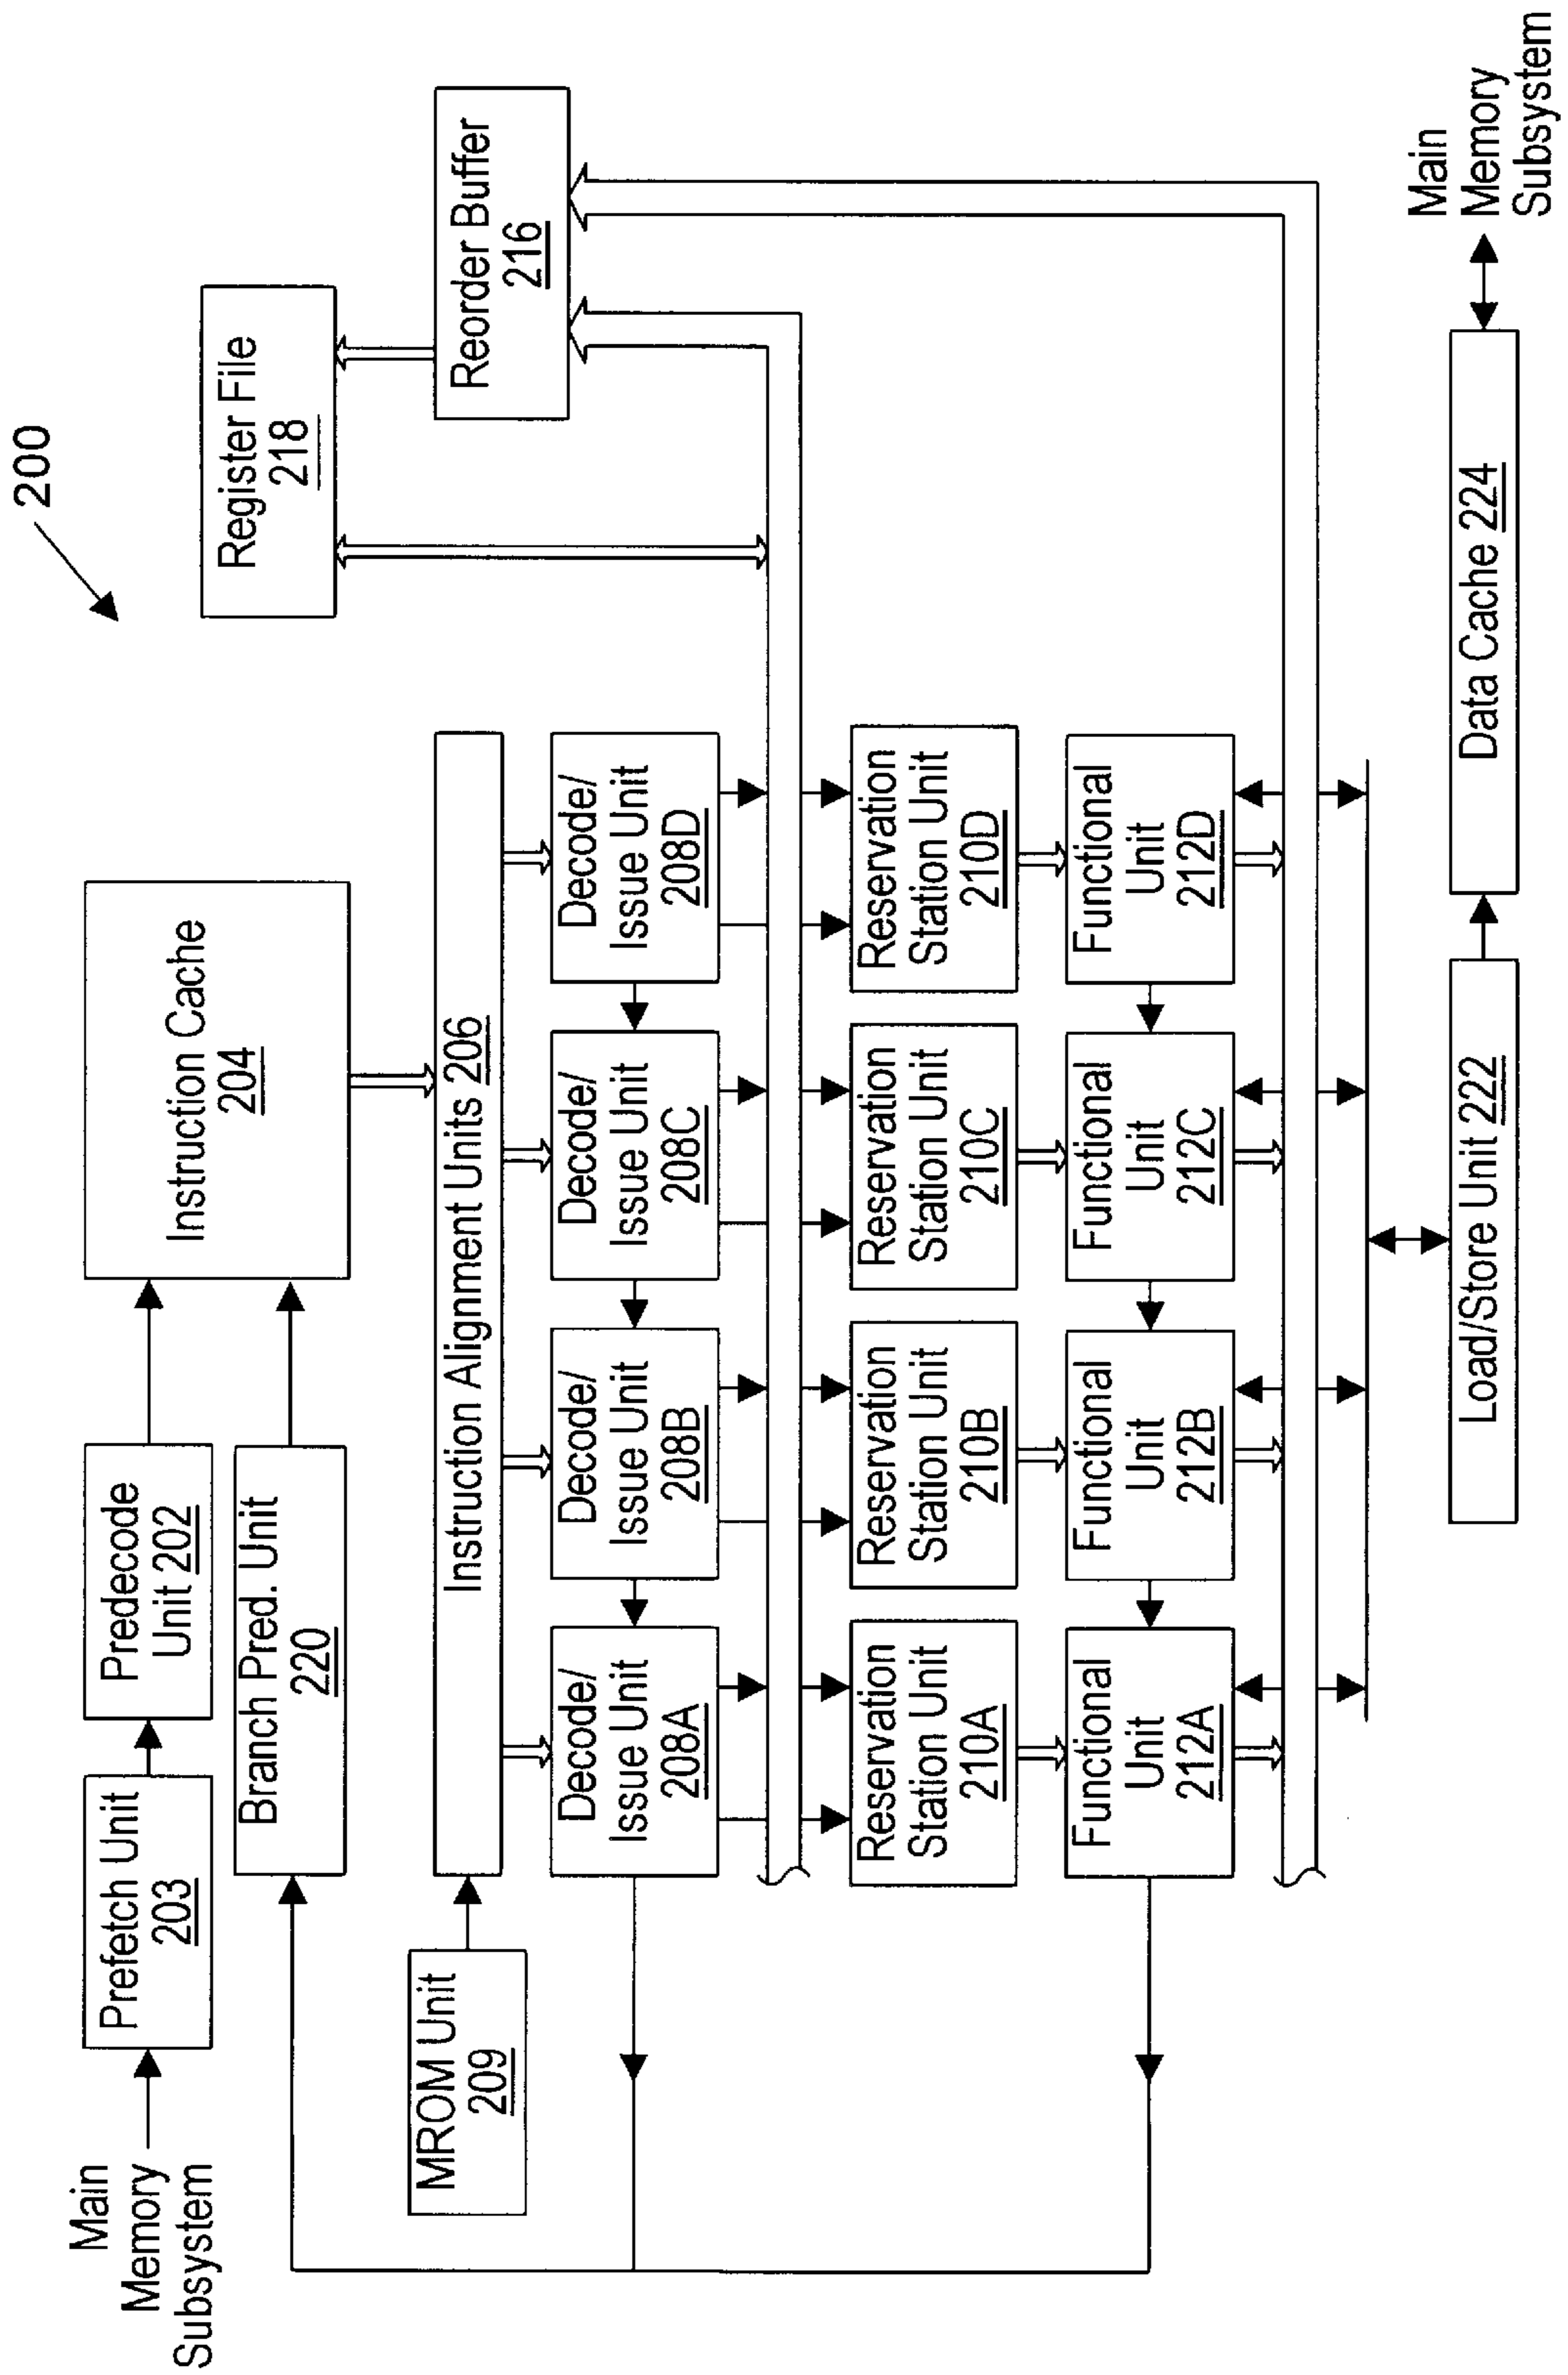 200
Main
Memory
Subsystem
Prefetch Unit
203
Predecode
Unit 202
Branch Pred. Unit
220
Instruction Cache
204
Register File
218
Reorder Buffer
216
MROM Unit
209
Instruction Alignment Units 206
Decode/
Issue Unit
208A
Decode/
Issue Unit
208B
Decode/
Issue Unit
208C
Decode/
Issue Unit
208D
Reservation
Station Unit
210A
Reservation
Station Unit
210B
Reservation
Station Unit
210C
Reservation
Station Unit
210D
Functional
Unit
212A
Functional
Unit
212B
Functional
Unit
212C
Functional
Unit
212D
Load/Store Unit 222
Data Cache 224
Main
Memory
Subsystem